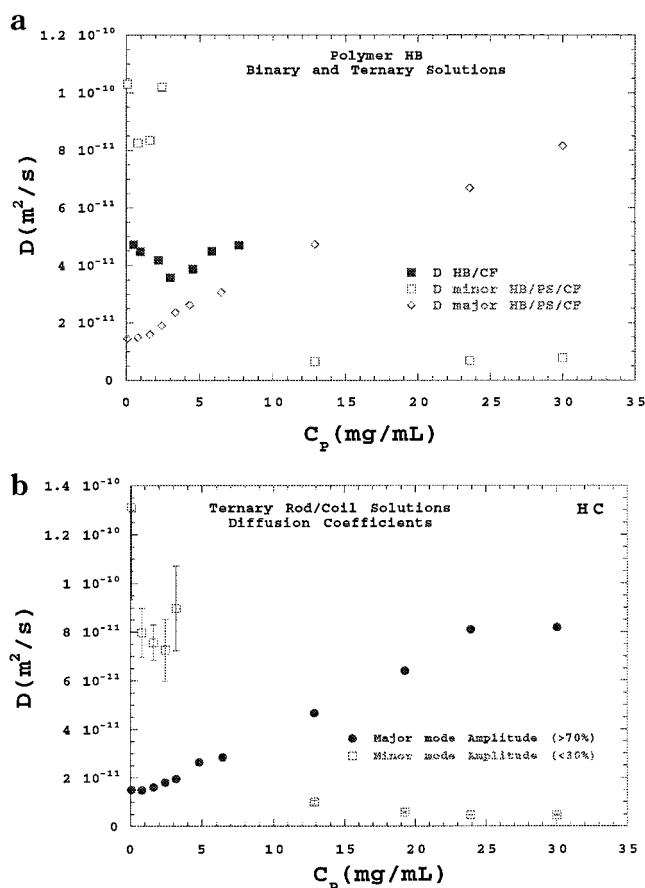 a
Polymer HB
Binary and Ternary Solutions
D(m²/s)
1.2 10⁻¹⁰
1 10⁻¹⁰
8 10⁻¹¹
6 10⁻¹¹
4 10⁻¹¹
2 10⁻¹¹
0
D HB/CF
D minor HB/PS/CF
D major HB/PS/CF
0 5 10 15 20 25 30 35
Cₚ(mg/mL)
b
Ternary Rod/Coil Solutions HC
Diffusion Coefficients
D(m²/s)
1.4 10⁻¹⁰
1.2 10⁻¹⁰
1 10⁻¹⁰
8 10⁻¹¹
6 10⁻¹¹
4 10⁻¹¹
2 10⁻¹¹
0
Major mode Amplitude (>70%)
Minor mode Amplitude (<30%)
0 5 10 15 20 25 30 35
Cₚ(mg/mL)